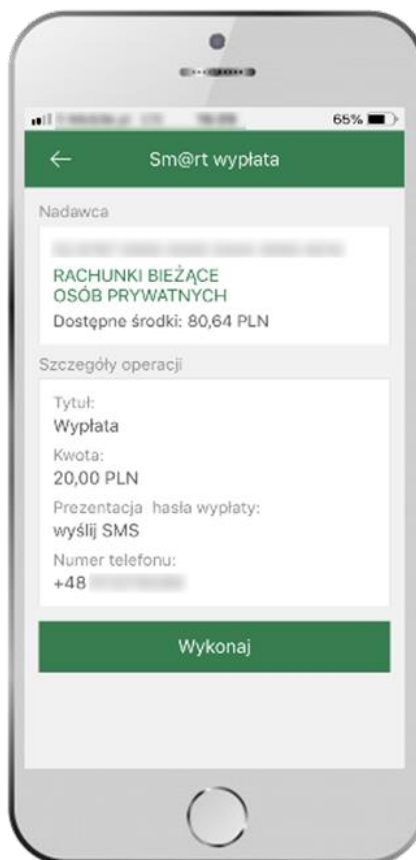 65%
Sm@rt wypłata
Nadawca
RACHUNKI BIEŻĄCE
OSÓB PRYWATNYCH
Dostępne środki: 80,64 PLN
Szczegóły operacji
Tytuł:
Wypłata
Kwota:
20,00 PLN
Prezentacja hasła wypłaty:
wyślij SMS
Numer telefonu:
+48
Wykonaj